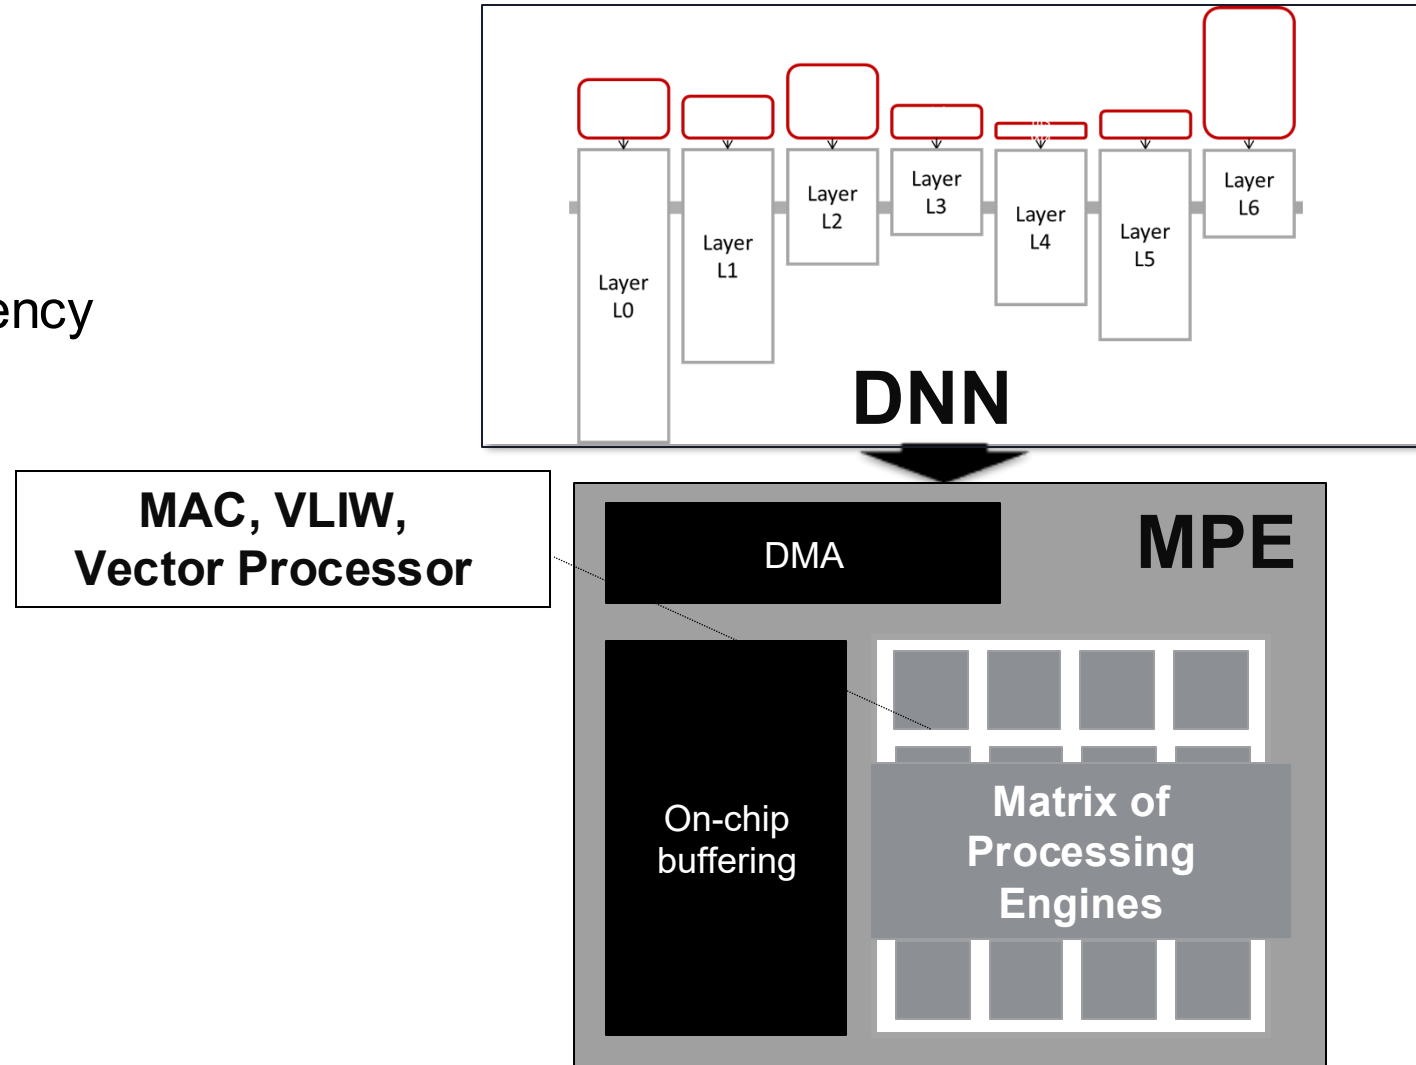 Layer
L0
Layer
L1
Layer
L2
Layer
L3
Layer
L4
Layer
L5
Layer
L6
ency
DNN
MAC, VLIW,
Vector Processor
DMA
MPE
On-chip
buffering
Matrix of
Processing
Engines